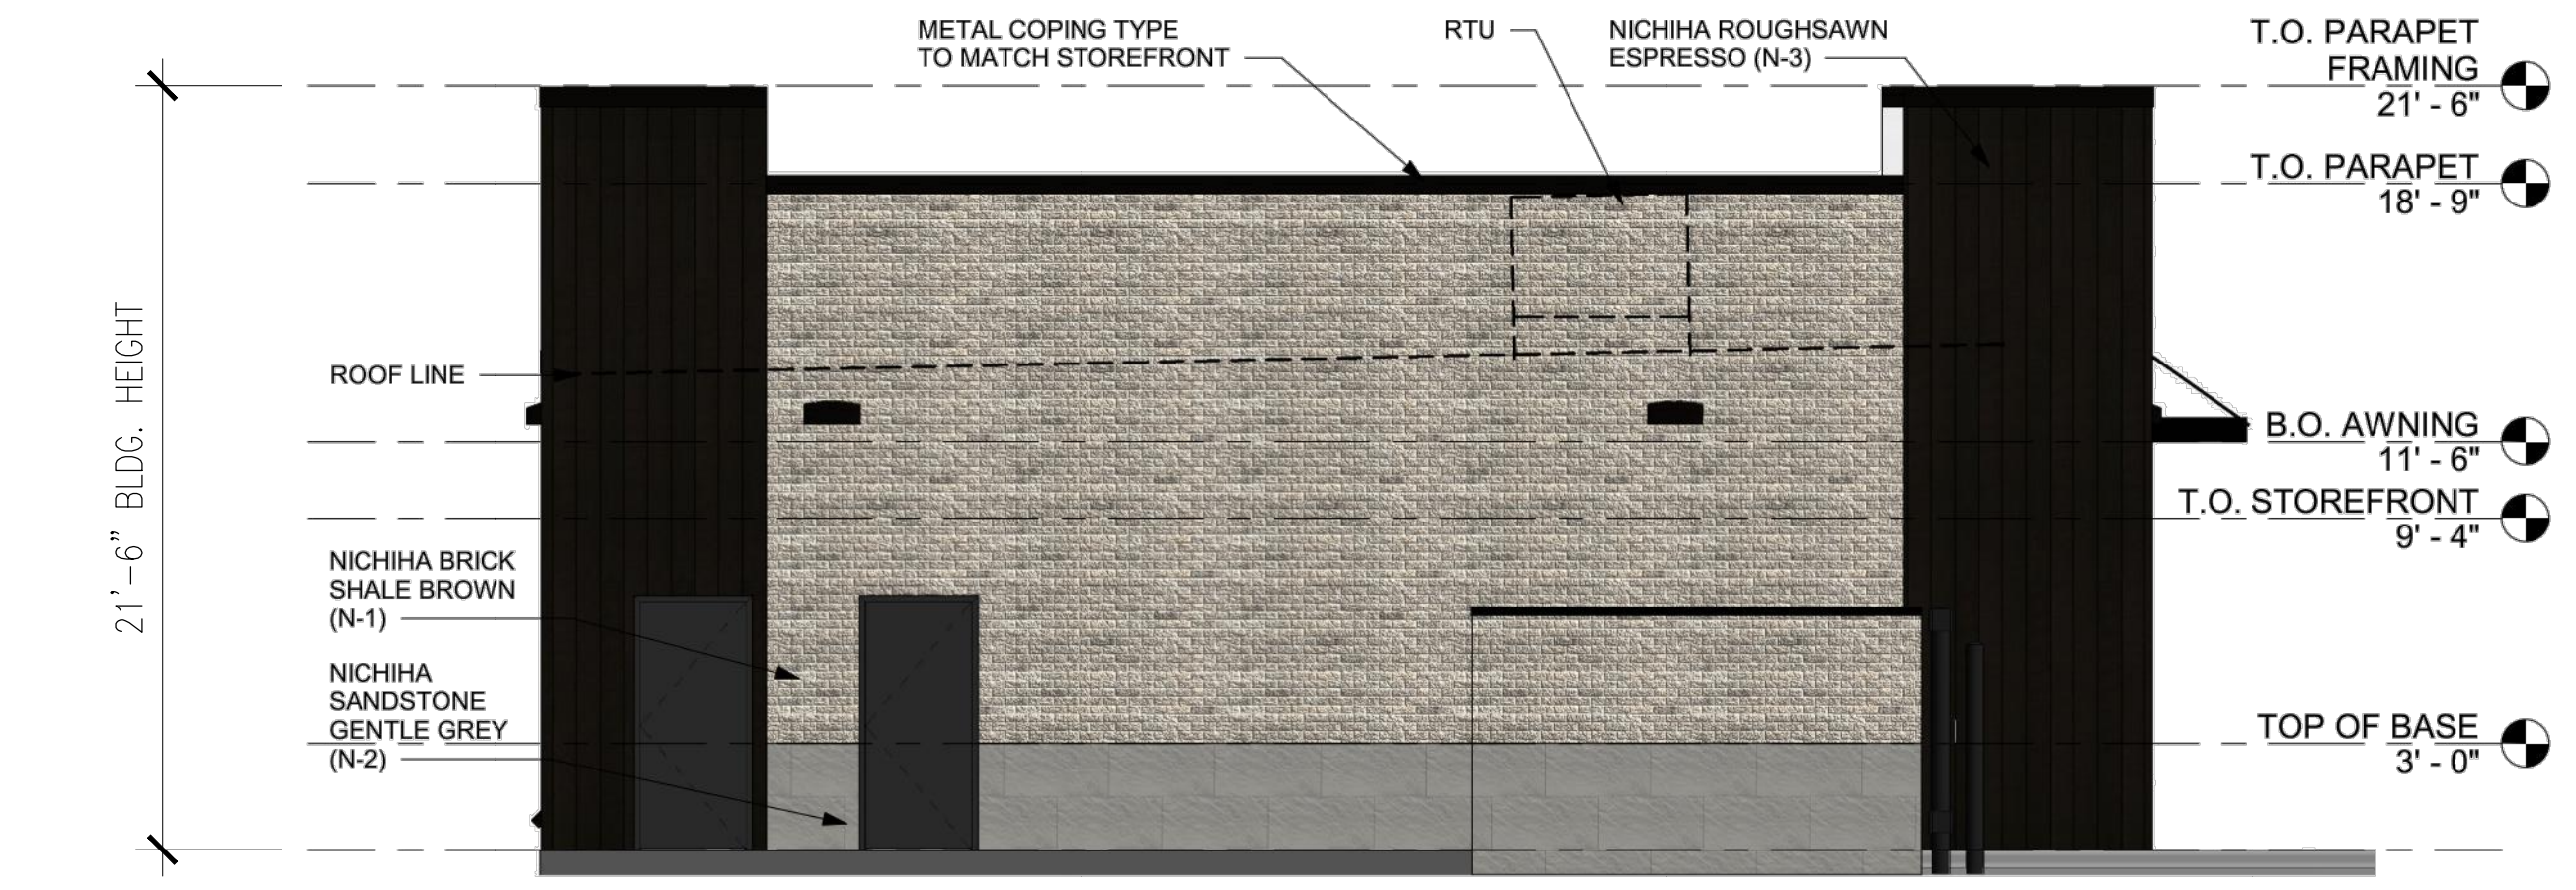 METAL COPING TYPE
TO MATCH STOREFRONT
RTU
NICHIHA ROUGHSAWN
ESPRESSO (N-3)
T.O. PARAPET
FRAMING
21' - 6"
T.O. PARAPET
18' - 9"
21'-6" BLDG. HEIGHT
ROOF LINE
B.O. AWNING
11' - 6"
T.O. STOREFRONT
9' - 4"
NICHIHA BRICK
SHALE BROWN
(N-1)
NICHIHA
SANDSTONE
GENTLE GREY
(N-2)
TOP OF BASE
3' - 0"